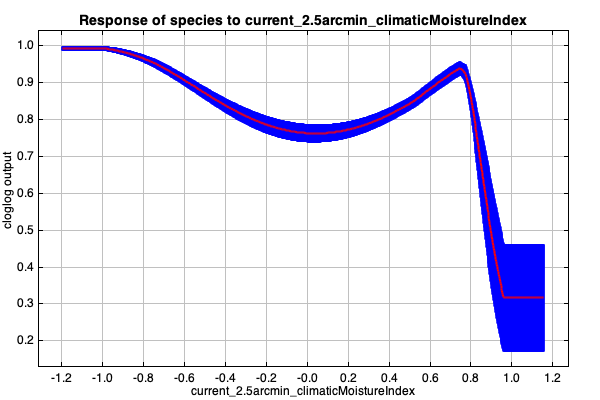 Response of species to current_2.5arcmin_climaticMoistureIndex
1.0
0.9
0.8
0.7
0.6
0.5
0.4
0.3
0.2
cloglog output
-1.2 -1.0 -0.8 -0.6 -0.4 -0.2 -0.0 0.2 0.4 0.6 0.8 1.0 1.2
current_2.5arcmin_climaticMoistureIndex